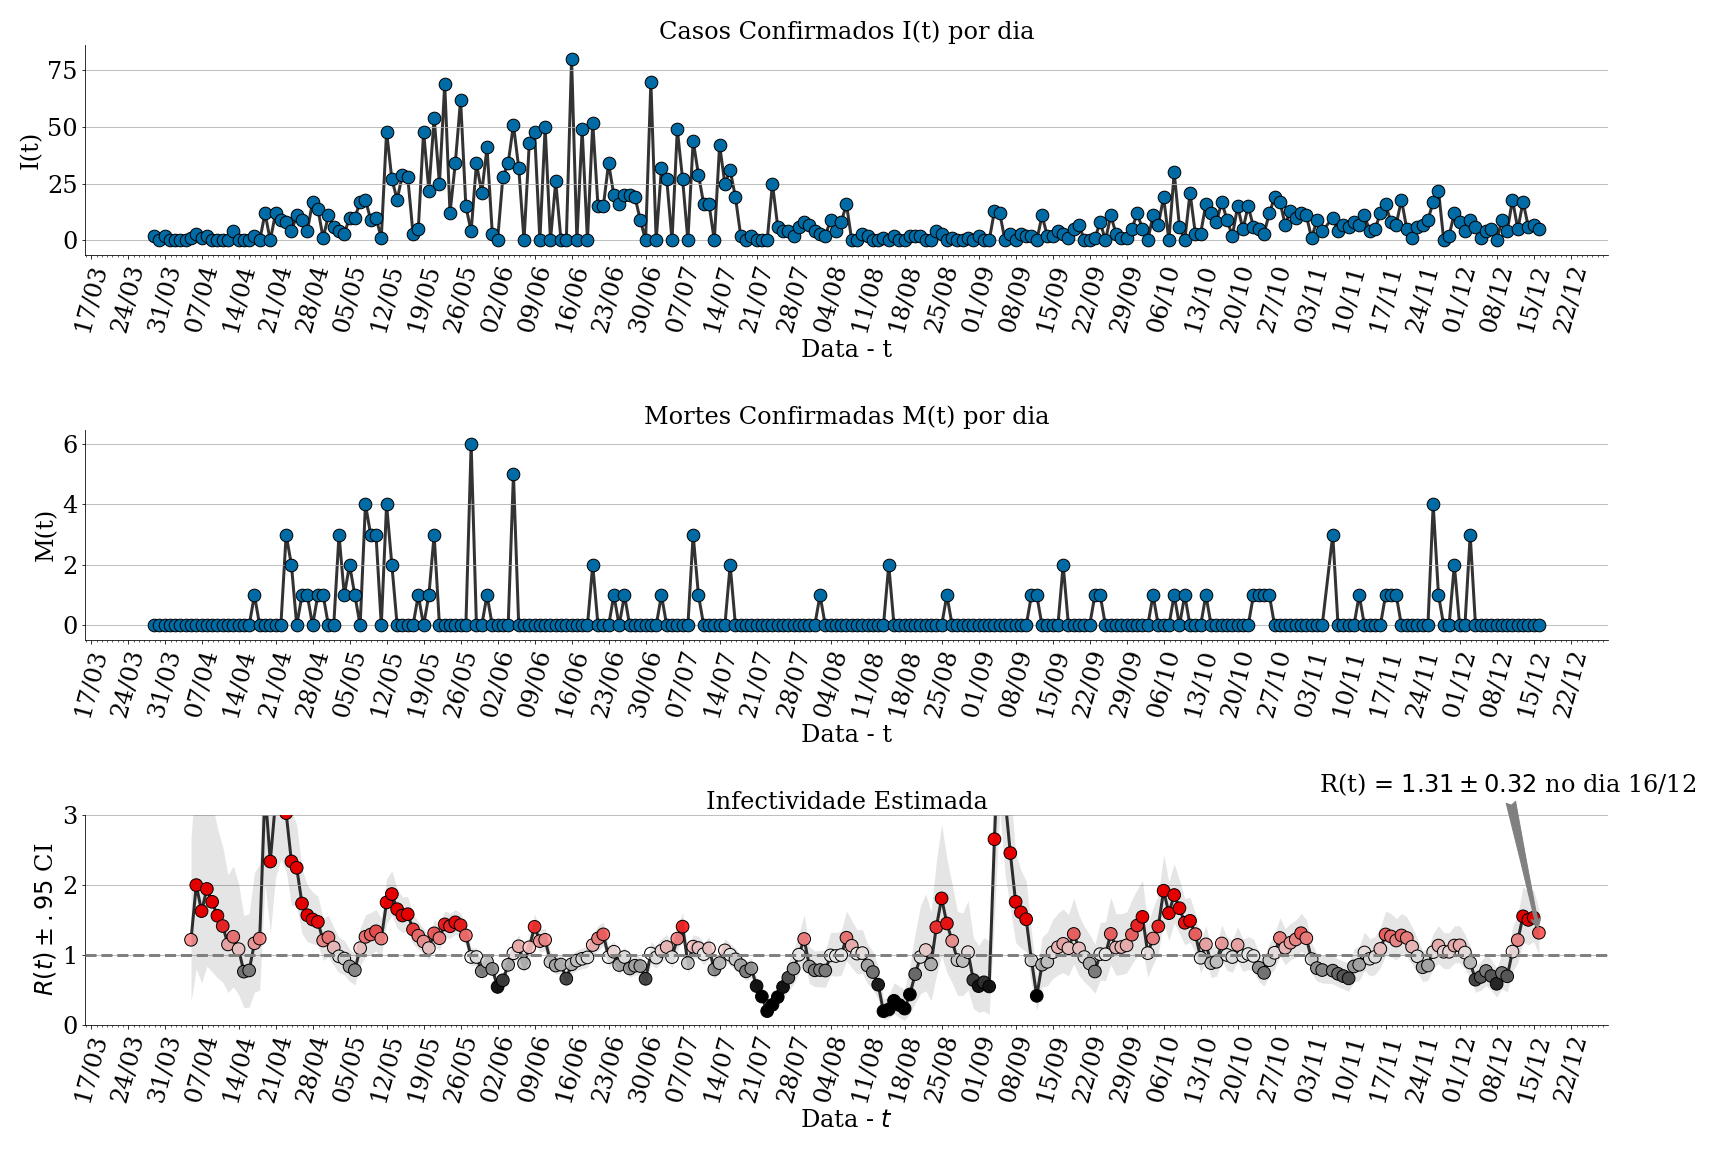 Casos Confirmados I(t) por dia
I(t)
75
50
25
0
17/03 24/03 31/03 07/04 14/04 21/04 28/04 05/05 12/05 19/05 26/05 02/06 09/06 16/06 23/06 30/06 07/07 14/07 21/07 28/07 04/08 11/08 18/08 25/08 01/09 08/09 15/09 22/09 29/09 06/10 13/10 20/10 27/10 03/11 10/11 17/11 24/11 01/12 08/12 15/12 22/12
Data - t
Mortes Confirmadas M(t) por dia
M(t)
6
4
2
0
17/03 24/03 31/03 07/04 14/04 21/04 28/04 05/05 12/05 19/05 26/05 02/06 09/06 16/06 23/06 30/06 07/07 14/07 21/07 28/07 04/08 11/08 18/08 25/08 01/09 08/09 15/09 22/09 29/09 06/10 13/10 20/10 27/10 03/11 10/11 17/11 24/11 01/12 08/12 15/12 22/12
Data - t
R(t) = 1.31 ± 0.32 no dia 16/12
Infectividade Estimada
R(t) ± .95 CI
3
2
1
0
17/03 24/03 31/03 07/04 14/04 21/04 28/04 05/05 12/05 19/05 26/05 02/06 09/06 16/06 23/06 30/06 07/07 14/07 21/07 28/07 04/08 11/08 18/08 25/08 01/09 08/09 15/09 22/09 29/09 06/10 13/10 20/10 27/10 03/11 10/11 17/11 24/11 01/12 08/12 15/12 22/12
Data - t